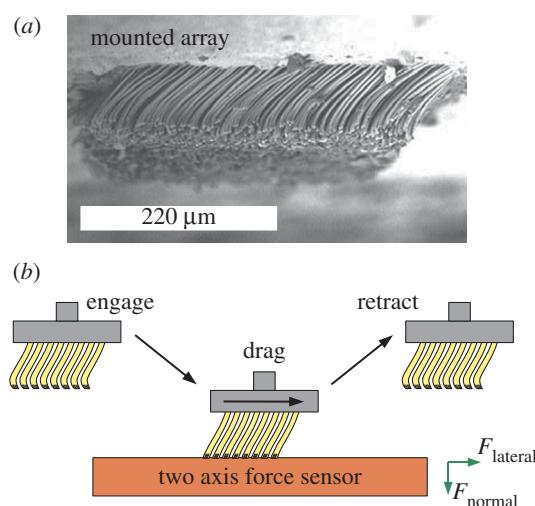 (a)
mounted array
220 μm
(b)
engage
retract
drag
two axis force sensor
F lateral
F normal